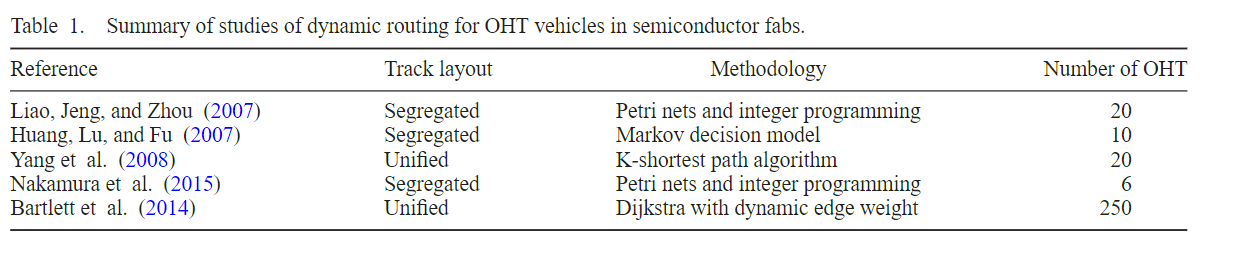 Table 1. Summary of studies of dynamic routing for OHT vehicles in semiconductor fabs.
Reference Track layout Methodology Number of OHT
Liao, Jeng, and Zhou (2007) Segregated Petri nets and integer programming 20
Huang, Lu, and Fu (2007) Segregated Markov decision model 10
Yang et al. (2008) Unified K-shortest path algorithm 20
Nakamura et al. (2015) Segregated Petri nets and integer programming 6
Bartlett et al. (2014) Unified Dijkstra with dynamic edge weight 250